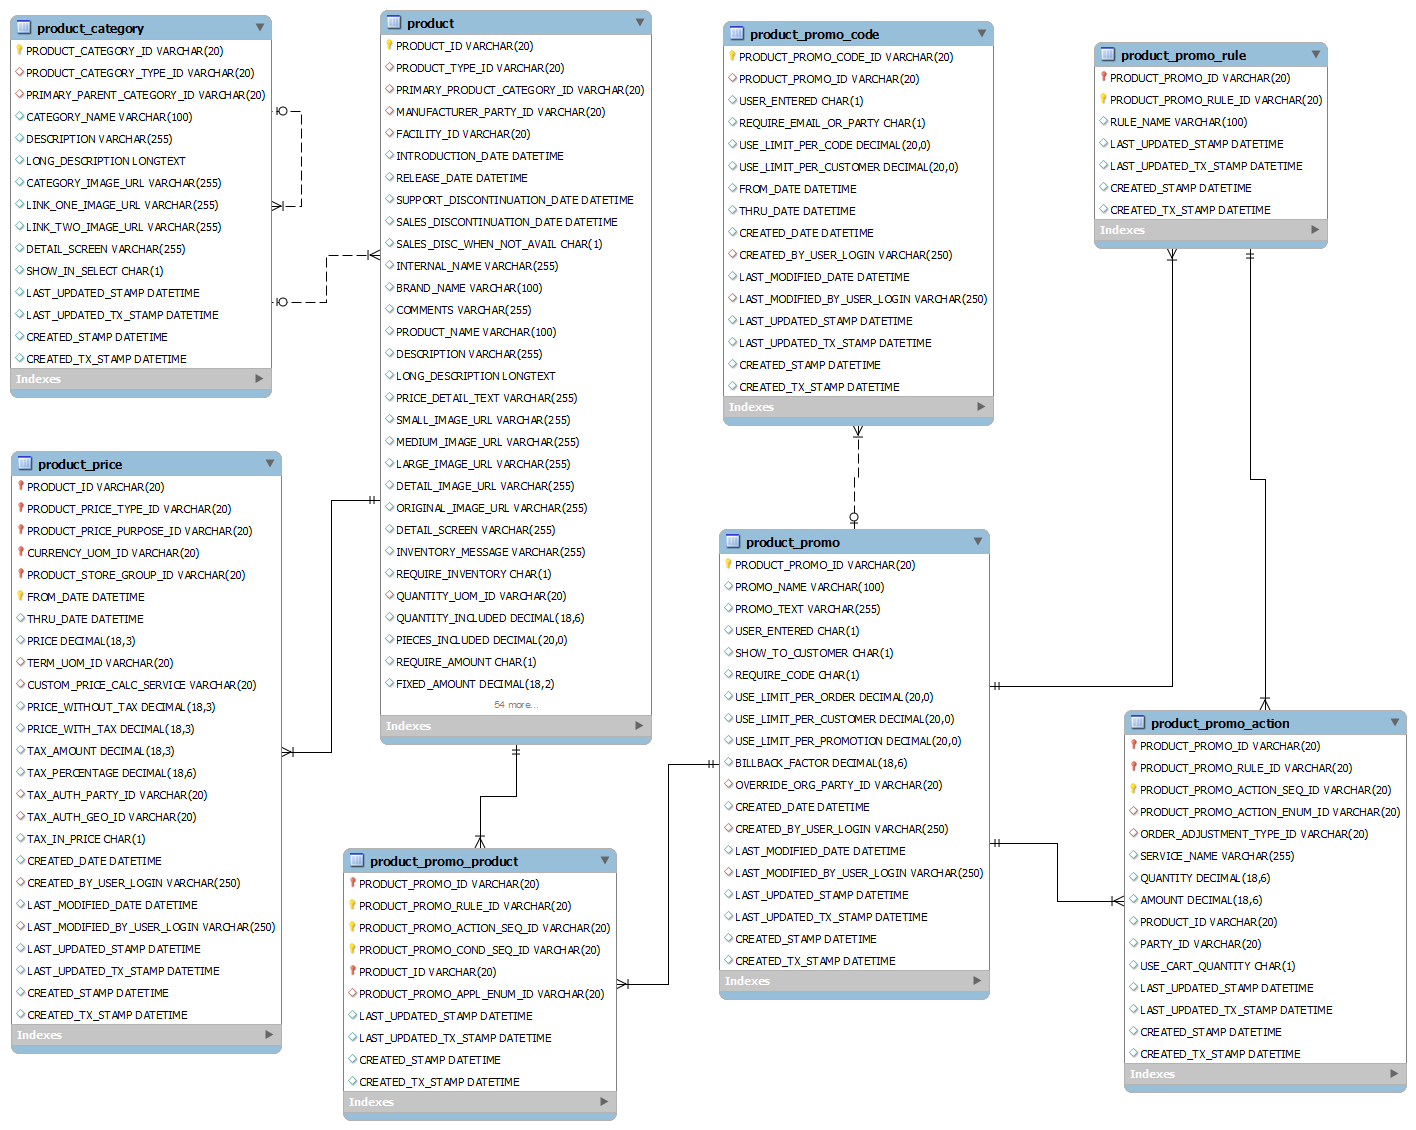 product_category
PRODUCT_CATEGORY_ID VARCHAR(20)
PRODUCT_CATEGORY_TYPE_ID VARCHAR(20)
PRIMARY_PARENT_CATEGORY_ID VARCHAR(20)
CATEGORY_NAME VARCHAR(100)
DESCRIPTION VARCHAR(255)
LONG_DESCRIPTION LONGTEXT
CATEGORY_IMAGE_URL VARCHAR(255)
LINK_ONE_IMAGE_URL VARCHAR(255)
LINK_TWO_IMAGE_URL VARCHAR(255)
DETAIL_SCREEN VARCHAR(255)
SHOW_IN_SELECT CHAR(1)
LAST_UPDATED_STAMP DATETIME
LAST_UPDATED_TX_STAMP DATETIME
CREATED_STAMP DATETIME
CREATED_TX_STAMP DATETIME
Indexes
product
PRODUCT_ID VARCHAR(20)
PRODUCT_TYPE_ID VARCHAR(20)
PRIMARY_PRODUCT_CATEGORY_ID VARCHAR(20)
MANUFACTURER_PARTY_ID VARCHAR(20)
FACILITY_ID VARCHAR(20)
INTRODUCTION_DATE DATETIME
RELEASE_DATE DATETIME
SUPPORT_DISCONTINUATION_DATE DATETIME
SALES_DISCONTINUATION_DATE DATETIME
SALES_DISC_WHEN_NOT_AVAIL CHAR(1)
INTERNAL_NAME VARCHAR(255)
BRAND_NAME VARCHAR(100)
COMMENTS VARCHAR(255)
PRODUCT_NAME VARCHAR(100)
DESCRIPTION VARCHAR(255)
LONG_DESCRIPTION LONGTEXT
PRICE_DETAIL_TEXT VARCHAR(255)
SMALL_IMAGE_URL VARCHAR(255)
MEDIUM_IMAGE_URL VARCHAR(255)
LARGE_IMAGE_URL VARCHAR(255)
DETAIL_IMAGE_URL VARCHAR(255)
ORIGINAL_IMAGE_URL VARCHAR(255)
DETAIL_SCREEN VARCHAR(255)
INVENTORY_MESSAGE VARCHAR(255)
REQUIRE_INVENTORY CHAR(1)
QUANTITY_UOM_ID VARCHAR(20)
QUANTITY_INCLUDED DECIMAL(18,6)
PIECES_INCLUDED DECIMAL(20,0)
REQUIRE_AMOUNT CHAR(1)
FIXED_AMOUNT DECIMAL(18,2)
54 more...
Indexes
product_promo_code
PRODUCT_PROMO_CODE_ID VARCHAR(20)
PRODUCT_PROMO_ID VARCHAR(20)
USER_ENTERED CHAR(1)
REQUIRE_EMAIL_OR_PARTY CHAR(1)
USE_LIMIT_PER_CODE DECIMAL(20,0)
USE_LIMIT_PER_CUSTOMER DECIMAL(20,0)
FROM_DATE DATETIME
THRU_DATE DATETIME
CREATED_DATE DATETIME
CREATED_BY_USER_LOGIN VARCHAR(250)
LAST_MODIFIED_DATE DATETIME
LAST_MODIFIED_BY_USER_LOGIN VARCHAR(250)
LAST_UPDATED_STAMP DATETIME
LAST_UPDATED_TX_STAMP DATETIME
CREATED_STAMP DATETIME
CREATED_TX_STAMP DATETIME
Indexes
product_promo_rule
PRODUCT_PROMO_ID VARCHAR(20)
PRODUCT_PROMO_RULE_ID VARCHAR(20)
RULE_NAME VARCHAR(100)
LAST_UPDATED_STAMP DATETIME
LAST_UPDATED_TX_STAMP DATETIME
CREATED_STAMP DATETIME
CREATED_TX_STAMP DATETIME
Indexes
product_price
PRODUCT_ID VARCHAR(20)
PRODUCT_PRICE_TYPE_ID VARCHAR(20)
PRODUCT_PRICE_PURPOSE_ID VARCHAR(20)
CURRENCY_UOM_ID VARCHAR(20)
PRODUCT_STORE_GROUP_ID VARCHAR(20)
FROM_DATE DATETIME
THRU_DATE DATETIME
PRICE DECIMAL(18,3)
TERM_UOM_ID VARCHAR(20)
CUSTOM_PRICE_CALC_SERVICE VARCHAR(20)
PRICE_WITHOUT_TAX DECIMAL(18,3)
PRICE_WITH_TAX DECIMAL(18,3)
TAX_AMOUNT DECIMAL(18,3)
TAX_PERCENTAGE DECIMAL(18,6)
TAX_AUTH_PARTY_ID VARCHAR(20)
TAX_AUTH_GEO_ID VARCHAR(20)
TAX_IN_PRICE CHAR(1)
CREATED_DATE DATETIME
CREATED_BY_USER_LOGIN VARCHAR(250)
LAST_MODIFIED_DATE DATETIME
LAST_MODIFIED_BY_USER_LOGIN VARCHAR(250)
LAST_UPDATED_STAMP DATETIME
LAST_UPDATED_TX_STAMP DATETIME
CREATED_STAMP DATETIME
CREATED_TX_STAMP DATETIME
Indexes
product_promo_product
PRODUCT_PROMO_ID VARCHAR(20)
PRODUCT_PROMO_RULE_ID VARCHAR(20)
PRODUCT_PROMO_ACTION_SEQ_ID VARCHAR(20)
PRODUCT_PROMO_COND_SEQ_ID VARCHAR(20)
PRODUCT_ID VARCHAR(20)
PRODUCT_PROMO_APPL_ENUM_ID VARCHAR(20)
LAST_UPDATED_STAMP DATETIME
LAST_UPDATED_TX_STAMP DATETIME
CREATED_STAMP DATETIME
CREATED_TX_STAMP DATETIME
Indexes
product_promo
PRODUCT_PROMO_ID VARCHAR(20)
PROMO_NAME VARCHAR(100)
PROMO_TEXT VARCHAR(255)
USER_ENTERED CHAR(1)
SHOW_TO_CUSTOMER CHAR(1)
REQUIRE_CODE CHAR(1)
USE_LIMIT_PER_ORDER DECIMAL(20,0)
USE_LIMIT_PER_CUSTOMER DECIMAL(20,0)
USE_LIMIT_PER_PROMOTION DECIMAL(20,0)
BILLBACK_FACTOR DECIMAL(18,6)
OVERRIDE_ORG_PARTY_ID VARCHAR(20)
CREATED_DATE DATETIME
CREATED_BY_USER_LOGIN VARCHAR(250)
LAST_MODIFIED_DATE DATETIME
LAST_MODIFIED_BY_USER_LOGIN VARCHAR(250)
LAST_UPDATED_STAMP DATETIME
LAST_UPDATED_TX_STAMP DATETIME
CREATED_STAMP DATETIME
CREATED_TX_STAMP DATETIME
Indexes
product_promo_action
PRODUCT_PROMO_ID VARCHAR(20)
PRODUCT_PROMO_RULE_ID VARCHAR(20)
PRODUCT_PROMO_ACTION_SEQ_ID VARCHAR(20)
PRODUCT_PROMO_ACTION_ENUM_ID VARCHAR(20)
ORDER_ADJUSTMENT_TYPE_ID VARCHAR(20)
SERVICE_NAME VARCHAR(255)
QUANTITY DECIMAL(18,6)
AMOUNT DECIMAL(18,6)
PRODUCT_ID VARCHAR(20)
PARTY_ID VARCHAR(20)
USE_CART_QUANTITY CHAR(1)
LAST_UPDATED_STAMP DATETIME
LAST_UPDATED_TX_STAMP DATETIME
CREATED_STAMP DATETIME
CREATED_TX_STAMP DATETIME
Indexes